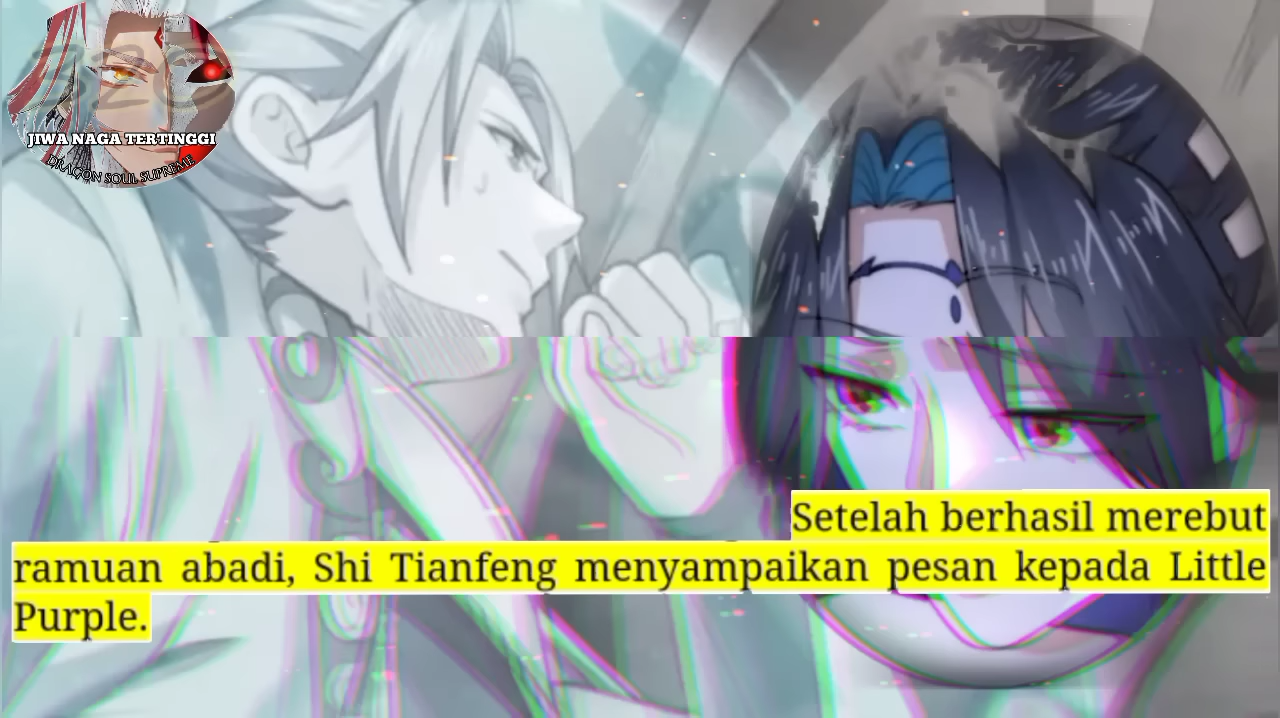 JIWA NAGA TERTINGGI
DRAGON SOUL SUPREME
Setelah berhasil merebut
ramuan abadi, Shi Tianfeng menyampaikan pesan kepada Little
Purple.